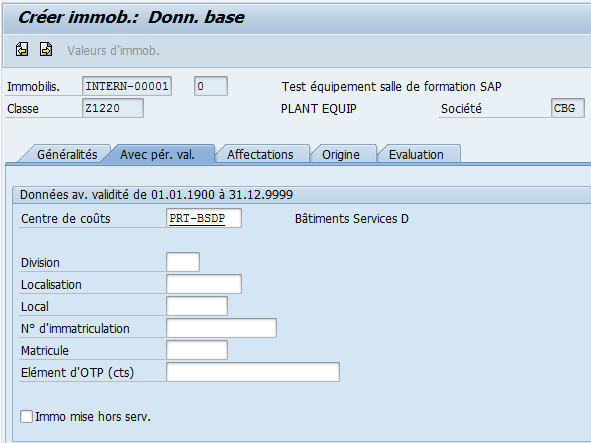 Créer immob.: Donn. base
Valeurs d'immob.
Immobilis. INTERN-00001 0 Test équipement salle de formation SAP
Classe Z1220 PLANT EQUIP Société CBG
Généralités Avec pér. val. Affectations Origine Evaluation
Données av. validité de 01.01.1900 à 31.12.9999
Centre de coûts PRT-BSDP Bâtiments Services D
Division
Localisation
Local
N° d'immatriculation
Matricule
Elément d'OTP (cts)
Immo mise hors serv.